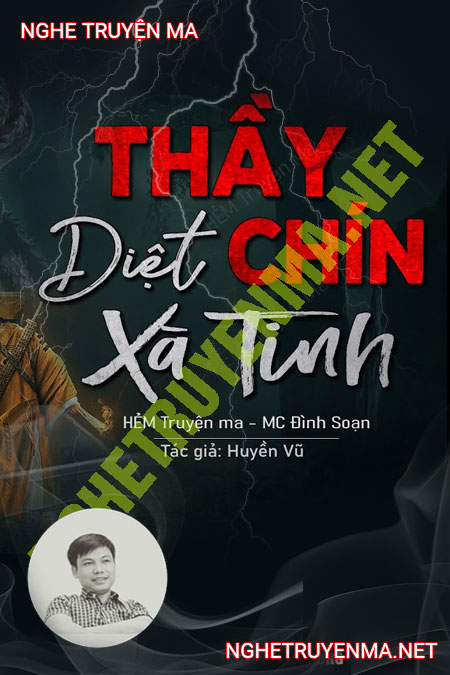 NGHE TRUYỆN MA
THẦY
Diệt CHÍN
Xà Tinh
HẺM Truyện ma - MC Đình Soạn
Tác giả: Huyền Vũ
NGHETRUYENMA.NET
NGHETRUYENMA.NET